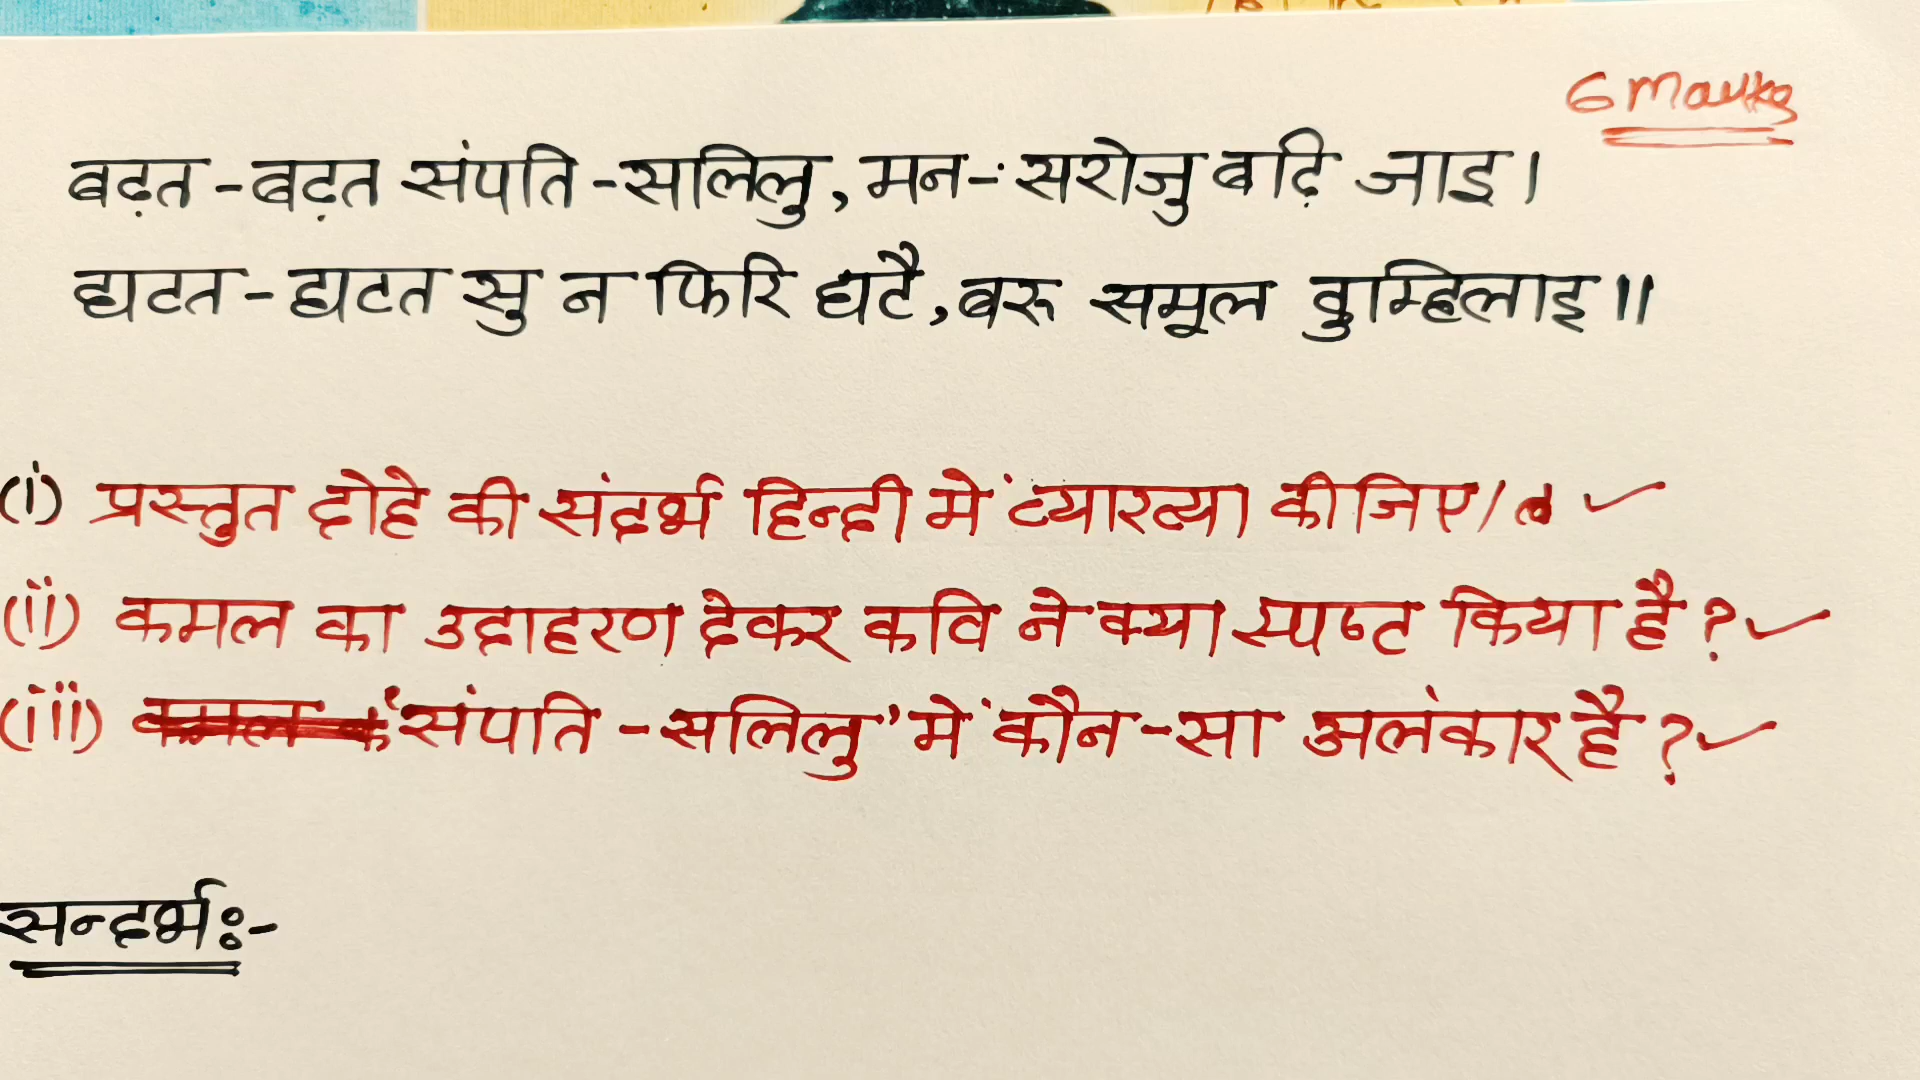 6 Marks
बढ़त-बढ़त संपति-सलिलु, मन-सरोजु बढ़ि जाइ।
घटत-घटत सु न फिरि घटै, बरु समूल कुम्हिलाइ॥
(i) प्रस्तुत दोहे की संदर्भ हिन्दी में व्याख्या कीजिए/
(ii) कमल का उदाहरण देकर कवि ने क्या स्पष्ट किया है?
(iii) 'संपति-सलिलु' में कौन-सा अलंकार है?
सन्दर्भ:-